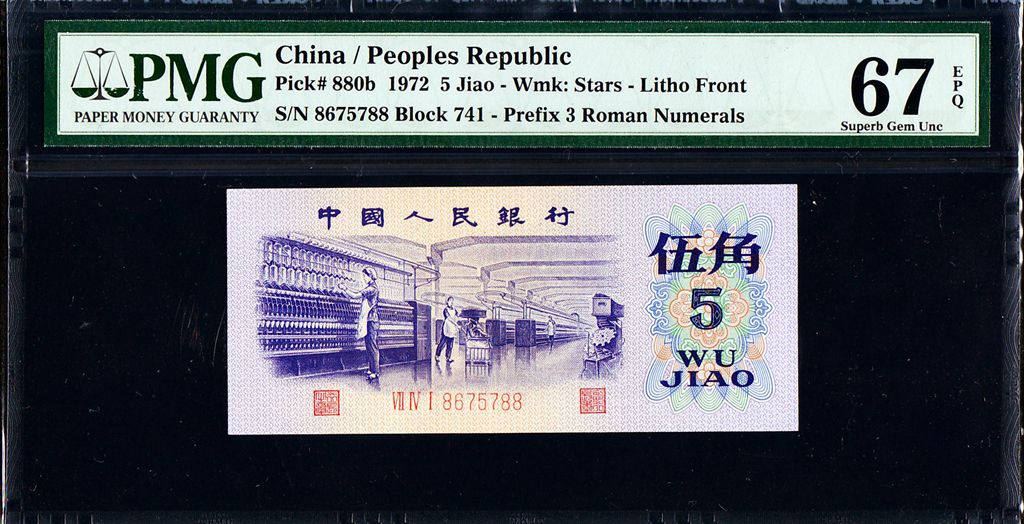 PMG
PAPER MONEY GUARANTY
China / Peoples Republic
Pick# 880b 1972 5 Jiao - Wmk: Stars - Litho Front
S/N 8675788 Block 741 - Prefix 3 Roman Numerals
67
EPQ
Superb Gem Unc
中國人民銀行
伍角
5
WU
JIAO
VII IV I 8675788